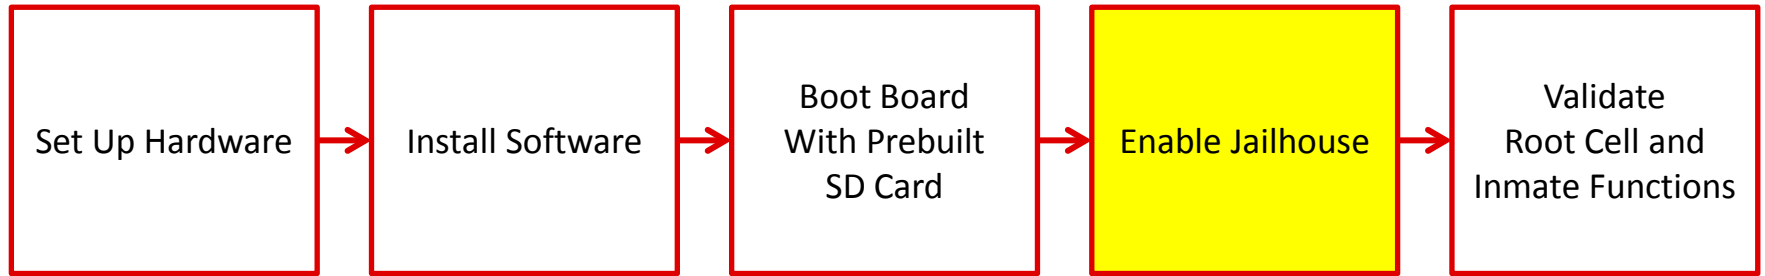 Set Up Hardware
Install Software
Boot Board
With Prebuilt
SD Card
Enable Jailhouse
Validate
Root Cell and
Inmate Functions